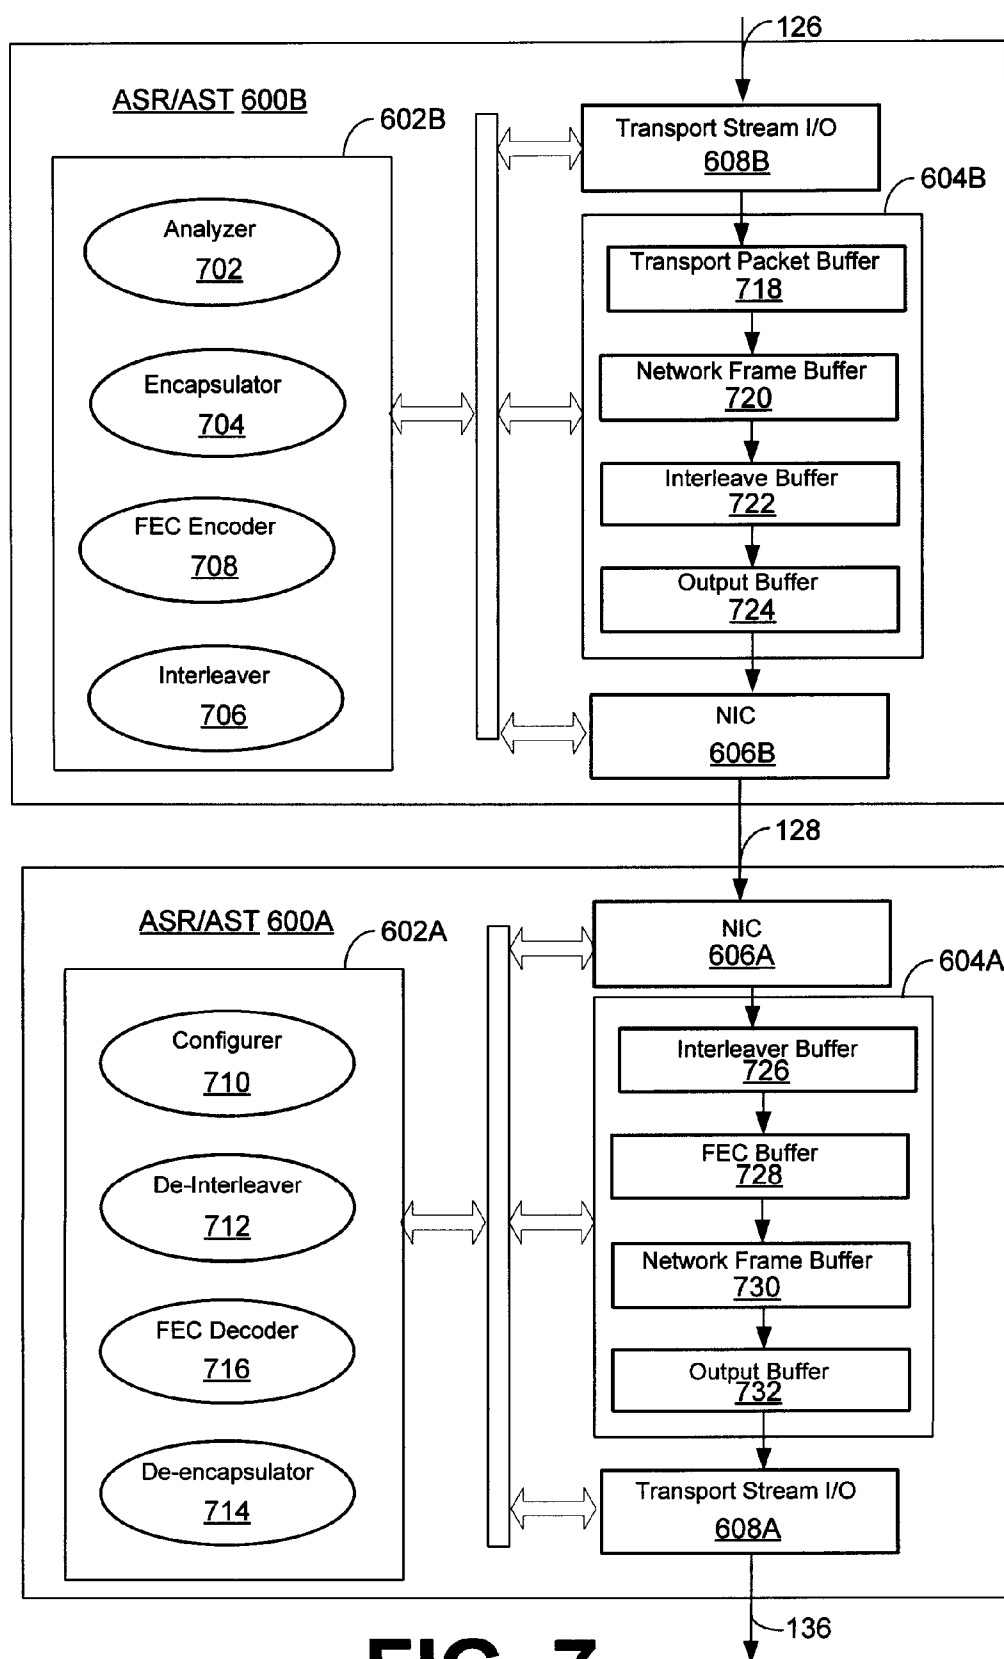 126
ASR/AST 600B
602B
Transport Stream I/O
608B
604B
Analyzer
702
Transport Packet Buffer
718
Encapsulator
704
Network Frame Buffer
720
FEC Encoder
708
Interleave Buffer
722
Output Buffer
724
Interleaver
706
NIC
606B
128
ASR/AST 600A
602A
NIC
606A
604A
Configurer
710
Interleaver Buffer
726
FEC Buffer
728
De-Interleaver
712
Network Frame Buffer
730
FEC Decoder
716
Output Buffer
732
De-encapsulator
714
Transport Stream I/O
608A
136
FIG. 7